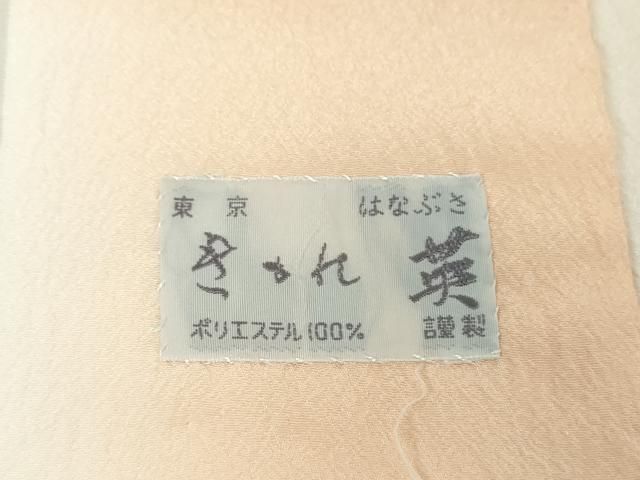 東京 はなぶさ
きもれ 英
ポリエステル100% 謹製